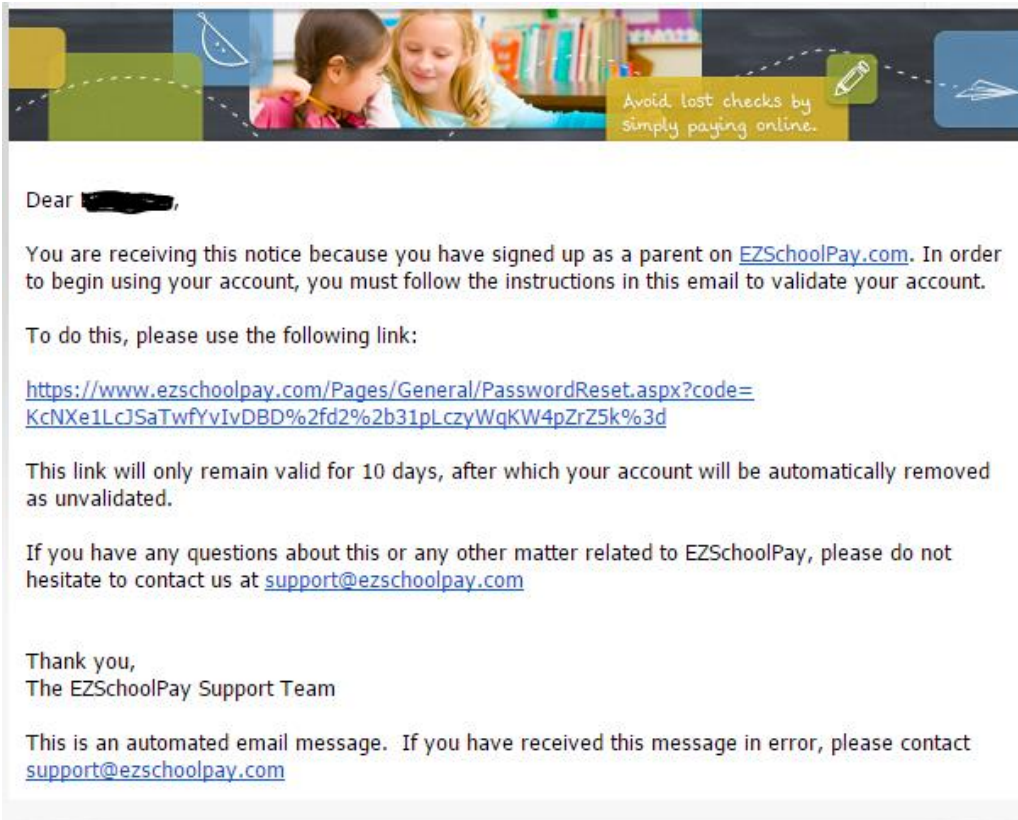 Avoid lost checks by
simply paying online.
Dear ,
You are receiving this notice because you have signed up as a parent on EZSchoolPay.com. In order
to begin using your account, you must follow the instructions in this email to validate your account.
To do this, please use the following link:
https://www.ezschoolpay.com/Pages/General/PasswordReset.aspx?code=
KcNXe1LcJSaTwfYvIvDBD%2fd2%2b31pLczyWqKW4pZrZ5k%3d
This link will only remain valid for 10 days, after which your account will be automatically removed
as unvalidated.
If you have any questions about this or any other matter related to EZSchoolPay, please do not
hesitate to contact us at support@ezschoolpay.com
Thank you,
The EZSchoolPay Support Team
This is an automated email message.  If you have received this message in error, please contact
support@ezschoolpay.com